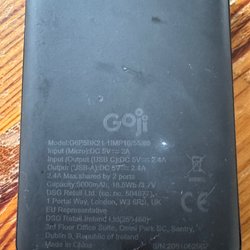 Goji
Input (Micro):DC 5V⎓2A
Input /Output (USB C):DC 5V⎓2.4A
Output (USB-A):DC 5V⎓2.4A
2.4A Max.shared by 2 ports
Capacity:5000mAh, 18.5Wh/3.7V
DSG Retail Ltd. (co. no.
1 Portal Way, London, W3 6RS, UK
EU Representative
DSG Retail Ireland Ltd
3rd Floor Office Suite, Omni Park SC, Santry,
Dublin 9, Republic of Ireland
Made in China
CE